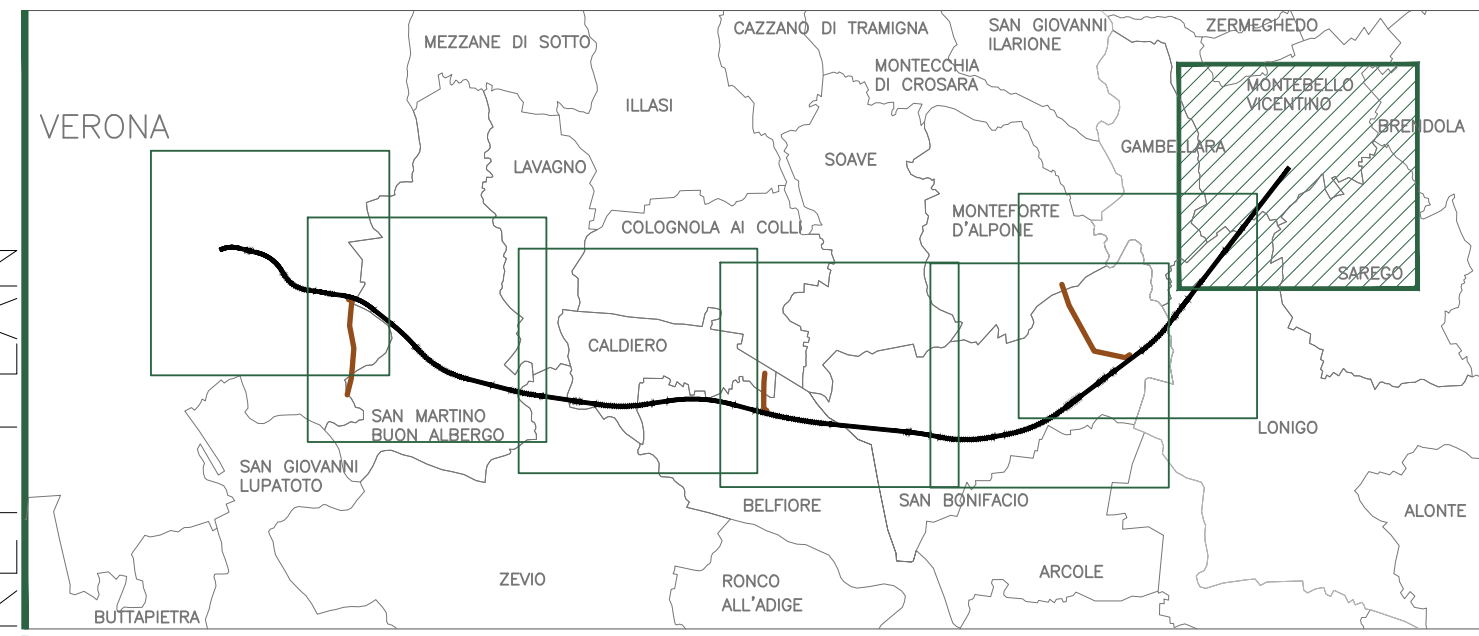 CAZZANO DI TRAMIGNA
SAN GIOVANNI
ILARIONE
ZERMEGHEDO
MEZZANE DI SOTTO
MONTECCHIA
DI CROSARA
MONTEBELLO
VICENTINO
ILLASI
VERONA
BRENDOLA
GAMBELLARA
SOAVE
LAVAGNO
MONTEFORTE
D'ALPONE
COLOGNOLA AI COLLI
SAREGO
CALDIERO
SAN MARTINO
BUON ALBERGO
LONIGO
SAN GIOVANNI
LUPATOTO
BELFIORE
SAN BONIFACIO
ALONTE
ZEVIO
RONCO
ALL'ADIGE
ARCOLE
BUTTAPIETRA